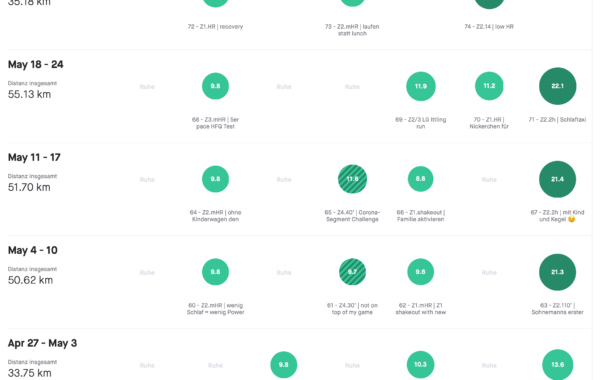 35.18 km
72 - Z1.HR | recovery
73 - Z2.mHR | laufen
statt lunch
74 - Z2.14 | low HR
May 18 - 24
Distanz insgesamt
55.13 km
Ruhe
9.8
Ruhe
Ruhe
11.9
11.2
22.1
68 - Z3.mHR | 5er
pace HFQ Test
69 - Z2/3 LG Ittling
run
70 - Z1.HR |
Nickerchen für
71 - Z2.2h | Schlaftaxi
May 11 - 17
Distanz insgesamt
51.70 km
Ruhe
9.8
Ruhe
11.6
8.8
Ruhe
21.4
64 - Z2.mHR | ohne
Kinderwagen den
65 - Z4.40' | Corona-
Segment Challenge
66 - Z1.shakeout |
Familie aktivieren
67 - Z2.2h | mit Kind
und Kegel 😉
May 4 - 10
Distanz insgesamt
50.62 km
Ruhe
9.8
Ruhe
9.7
9.6
Ruhe
21.3
60 - Z2.mHR | wenig
Schlaf = wenig Power
61 - Z4.30' | not on
top of my game
62 - Z1.mHR | Z1
shakeout with new
63 - Z2.110' |
Sohnemanns erster
Apr 27 - May 3
Distanz insgesamt
33.75 km
Ruhe
Ruhe
9.8
Ruhe
10.3
Ruhe
13.6